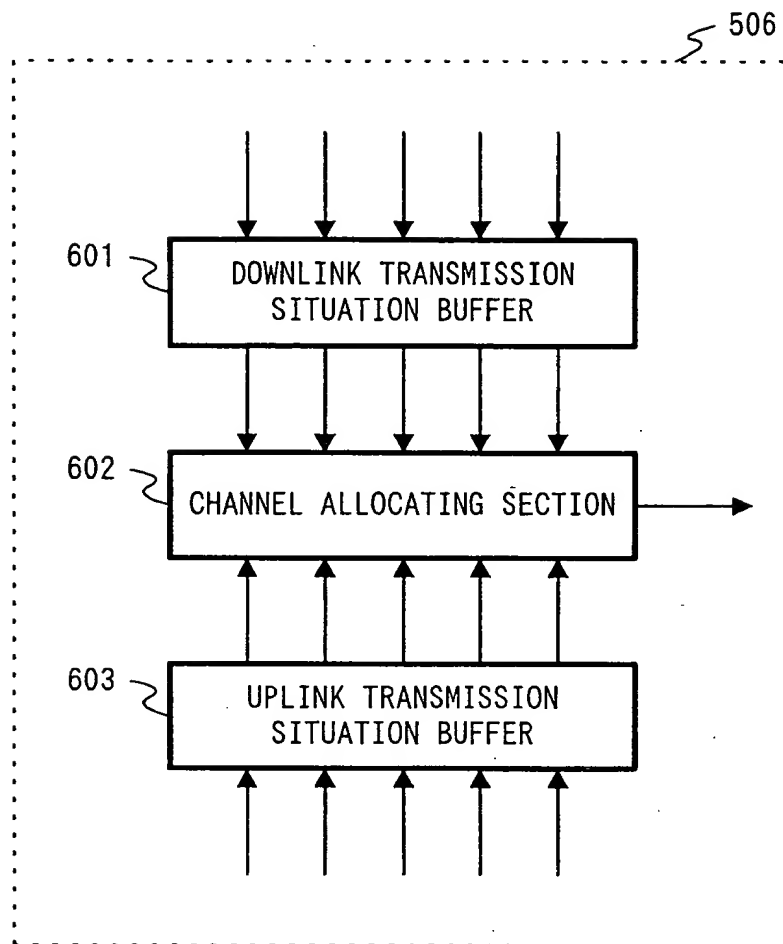 506
601
DOWNLINK TRANSMISSION
SITUATION BUFFER
602
CHANNEL ALLOCATING SECTION
603
UPLINK TRANSMISSION
SITUATION BUFFER